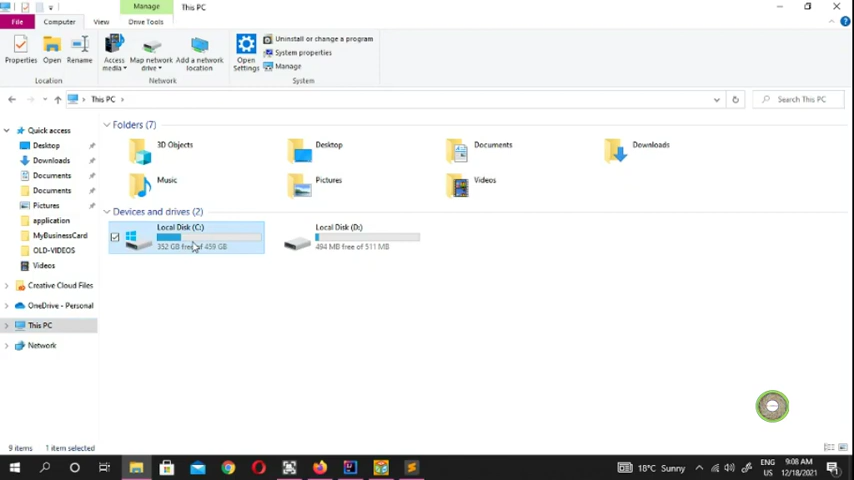 Manage
This PC
File
Computer
View
Drive Tools
Properties
Open
Rename
Access media
Map network drive
Add a network location
Open Settings
Uninstall or change a program
System properties
Manage
Location
Network
System
This PC
Search This PC
Quick access
Desktop
Downloads
Documents
Documents
Pictures
application
MyBusinessCard
OLD-VIDEOS
Videos
Creative Cloud Files
OneDrive - Personal
This PC
Network
Folders (7)
3D Objects
Desktop
Documents
Downloads
Music
Pictures
Videos
Devices and drives (2)
Local Disk (C:)
352 GB free of 459 GB
Local Disk (D:)
494 MB free of 511 MB
9 items
1 item selected
18°C Sunny
ENG
US
9:08 AM
12/18/2021